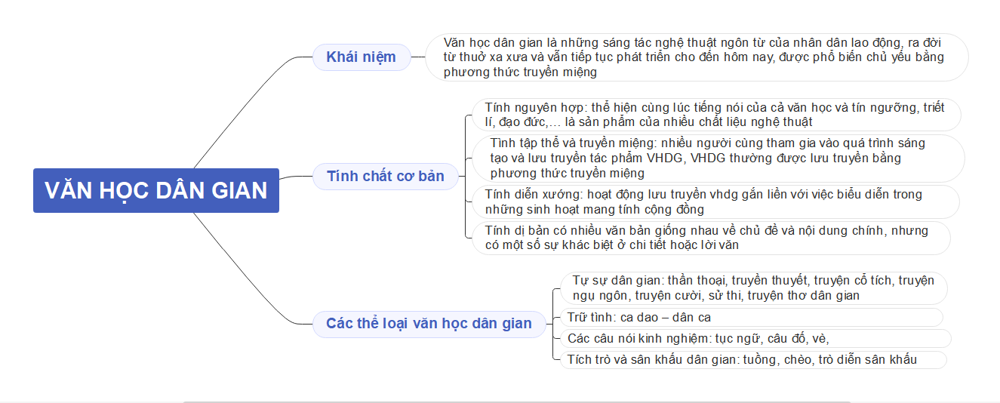 VĂN HỌC DÂN GIAN
Khái niệm
Văn học dân gian là những sáng tác nghệ thuật ngôn từ của nhân dân lao động, ra đời
từ thuở xa xưa và vẫn tiếp tục phát triển cho đến hôm nay, được phổ biến chủ yếu bằng
phương thức truyền miệng
Tính chất cơ bản
Tính nguyên hợp: thể hiện cùng lúc tiếng nói của cả văn học và tín ngưỡng, triết
lí, đạo đức,... là sản phẩm của nhiều chất liệu nghệ thuật
Tình tập thể và truyền miệng: nhiều người cùng tham gia vào quá trình sáng
tạo và lưu truyền tác phẩm VHDG, VHDG thường được lưu truyền bằng
phương thức truyền miệng
Tính diễn xướng: hoạt động lưu truyền vhdg gắn liền với việc biểu diễn trong
những sinh hoạt mang tính cộng đồng
Tính dị bản có nhiều văn bản giống nhau về chủ đề và nội dung chính, nhưng
có một số sự khác biệt ở chi tiết hoặc lời văn
Các thể loại văn học dân gian
Tự sự dân gian: thần thoại, truyền thuyết, truyện cổ tích, truyện
ngụ ngôn, truyện cười, sử thi, truyện thơ dân gian
Trữ tình: ca dao – dân ca
Các câu nói kinh nghiệm: tục ngữ, câu đố, vè,
Tích trò và sân khấu dân gian: tuồng, chèo, trò diễn sân khấu